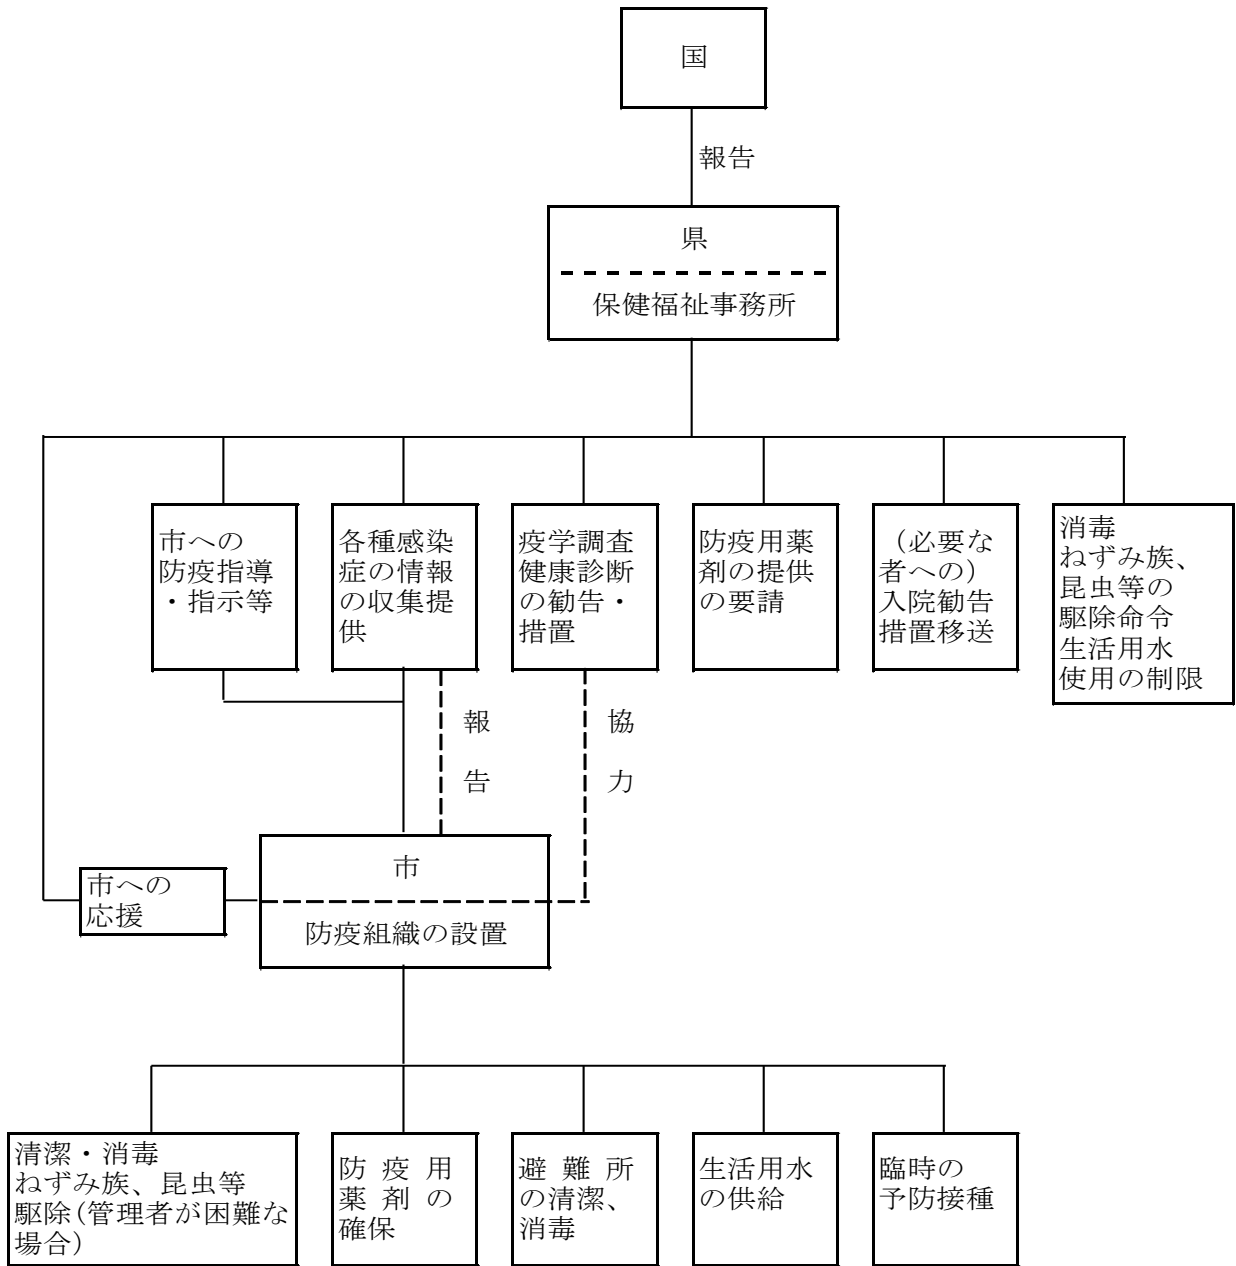 国
報告
県
保健福祉事務所
市への
防疫指導
・指示等
各種感染
症の情報
の収集提
供
疫学調査
健康診断
の勧告・
措置
防疫用薬
剤の提供
の要請
（必要な
者への）
入院勧告
措置移送
消毒
ねずみ族、
昆虫等の
駆除命令
生活用水
使用の制限
報
告
協
力
市への
応援
市
防疫組織の設置
清潔・消毒
ねずみ族、昆虫等
駆除(管理者が困難な
場合)
防疫用
薬剤の
確保
避難所
の清潔、
消毒
生活用水
の供給
臨時の
予防接種